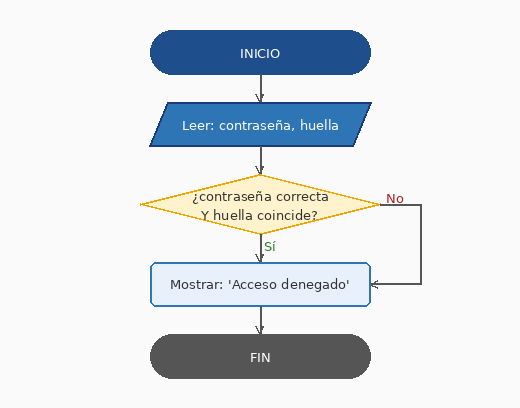 INICIO
Leer: contraseña, huella
¿contraseña correcta
Y huella coincide?
No
Sí
Mostrar: 'Acceso denegado'
FIN